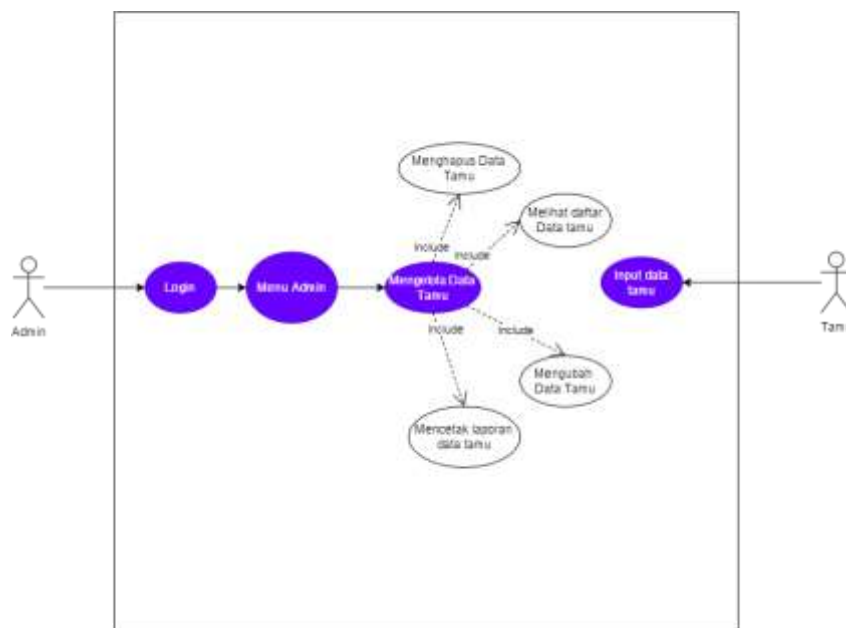 Menghapus Data
Tamu
Melihat daftar
Data tamu
Include
Include
Admin
Login
Menu Admin
Mengelola Data
Tamu
Input data
tamu
Include
Include
Mengubah
Data Tamu
Mencetak laporan
data tamu